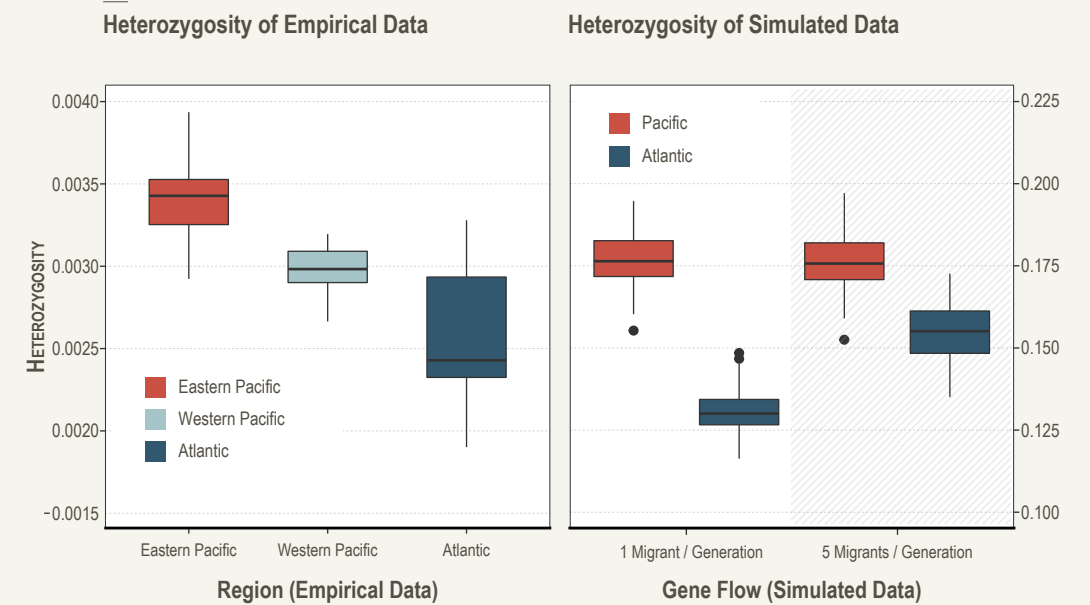 Heterozygosity of Empirical Data
Heterozygosity of Simulated Data
HETEROZYGOSITY
0.0040
0.0035
0.0030
0.0025
0.0020
0.0015
Eastern Pacific
Western Pacific
Atlantic
Eastern Pacific
Western Pacific
Atlantic
Region (Empirical Data)
Pacific
Atlantic
0.225
0.200
0.175
0.150
0.125
0.100
1 Migrant / Generation
5 Migrants / Generation
Gene Flow (Simulated Data)